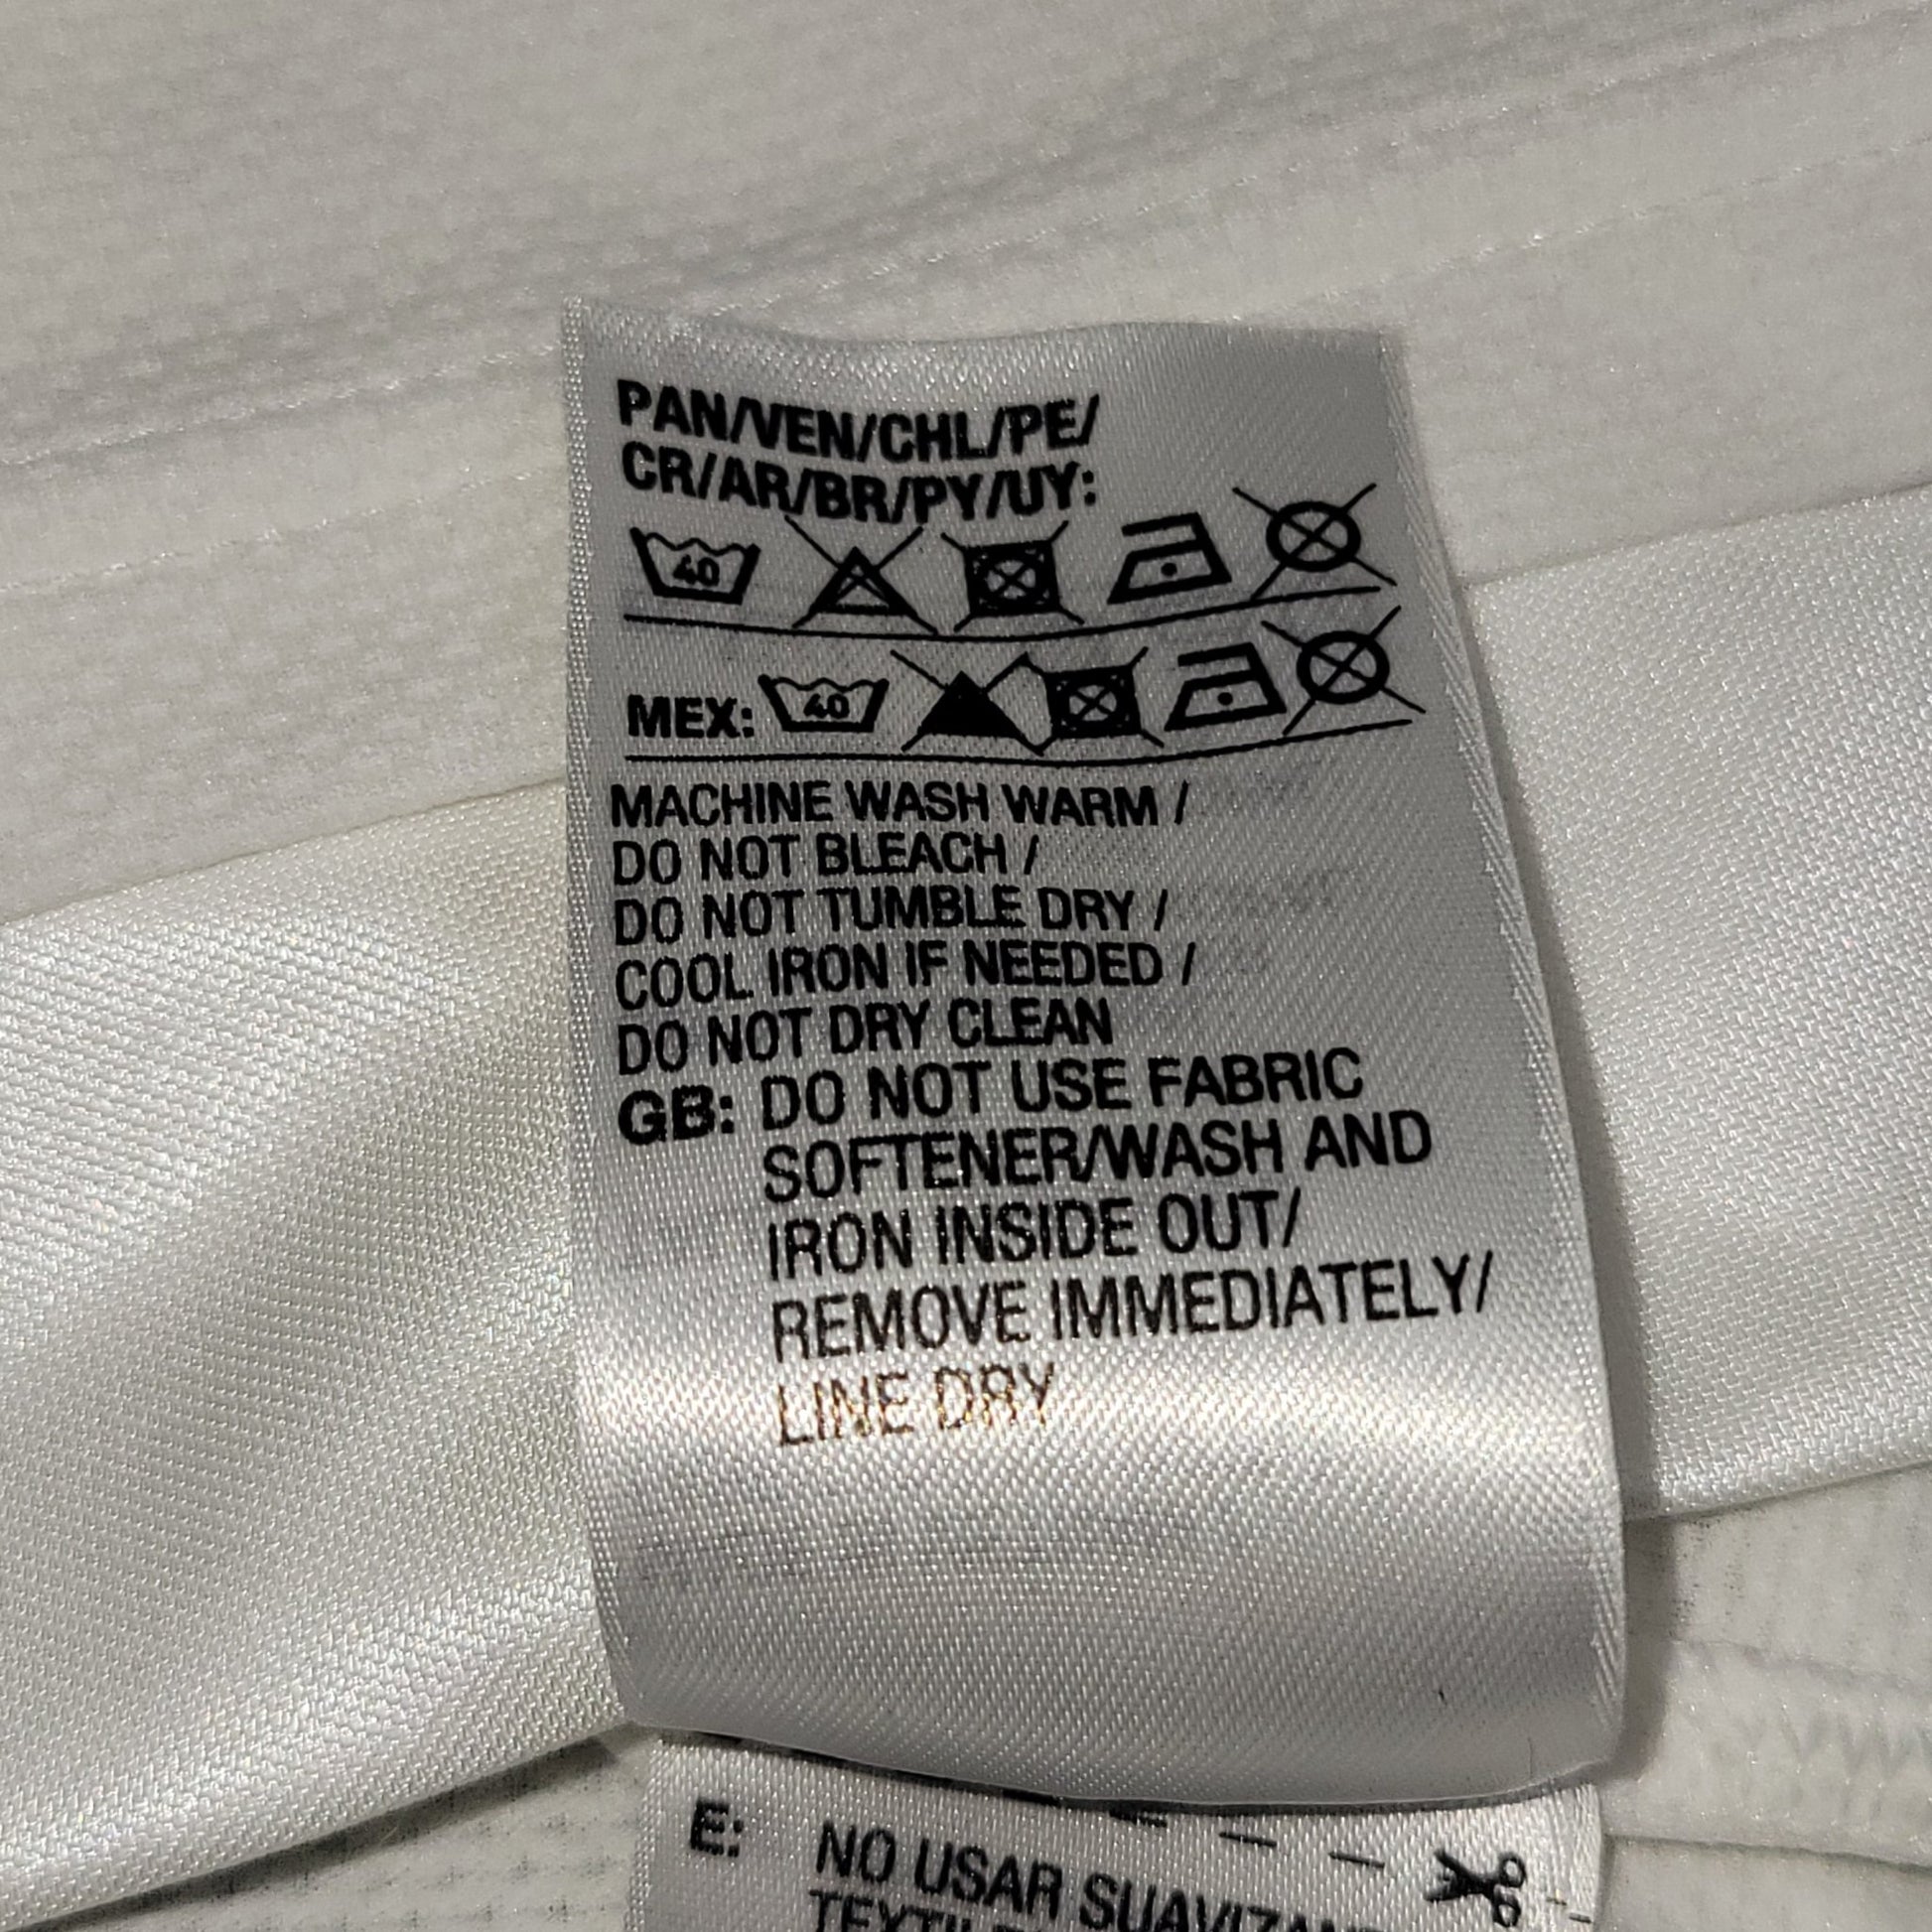 PAN/VEN/CHL/PE/
CR/AR/BR/PY/UY:
40
MEX: 40
MACHINE WASH WARM /
DO NOT BLEACH /
DO NOT TUMBLE DRY /
COOL IRON IF NEEDED /
DO NOT DRY CLEAN
GB: DO NOT USE FABRIC
SOFTENER/WASH AND
IRON INSIDE OUT/
REMOVE IMMEDIATELY/
LINE DRY
E: NO USAR